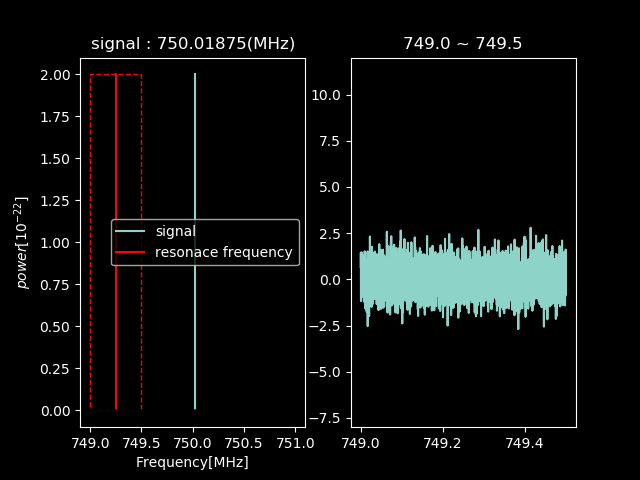 signal : 750.01875(MHz)
749.0 ~ 749.5
2.00
1.75
1.50
1.25
1.00
0.75
0.50
0.25
0.00
power[10⁻²²]
signal
resonace frequency
749.0 749.5 750.0 750.5 751.0
Frequency[MHz]
10.0
7.5
5.0
2.5
0.0
−2.5
−5.0
−7.5
749.0 749.2 749.4